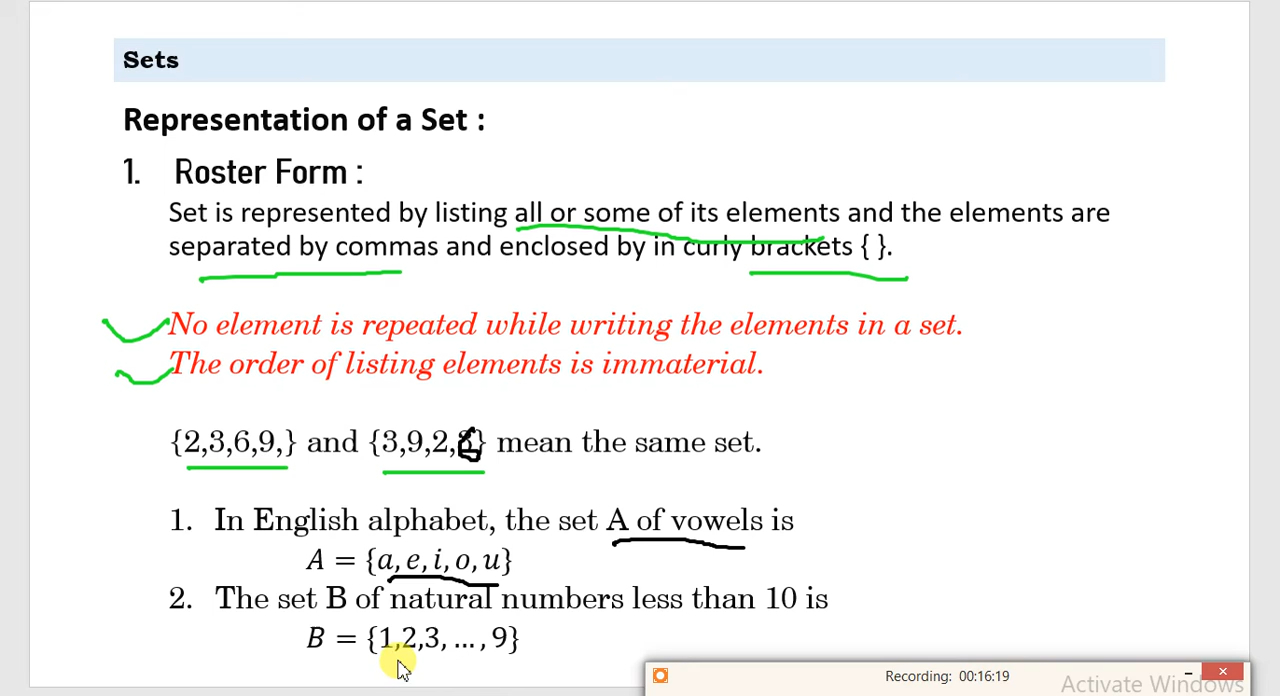 Sets
Representation of a Set :
1. Roster Form :
Set is represented by listing all or some of its elements and the elements are
separated by commas and enclosed by in curly brackets { }.
No element is repeated while writing the elements in a set.
The order of listing elements is immaterial.
{2,3,6,9,} and {3,9,2,6} mean the same set.
1. In English alphabet, the set A of vowels is
A = {a, e, i, o, u}
2. The set B of natural numbers less than 10 is
B = {1,2,3, ... , 9}
Recording: 00:16:19
Activate Windows